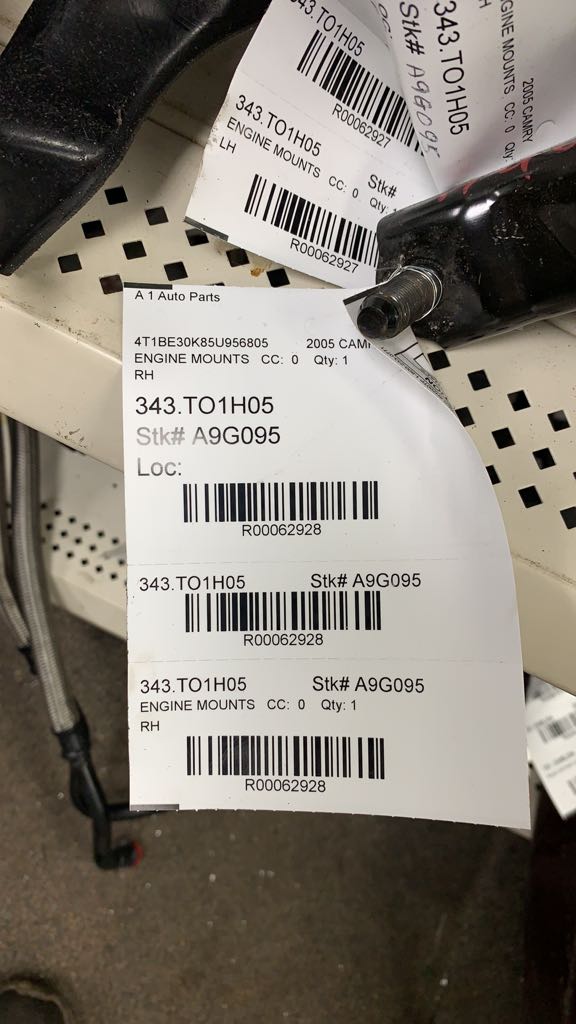 343.TO1H05
R00062927
343.TO1H05
Stk#
ENGINE MOUNTS CC: 0 Qty:
LH
R00062927
Stk# A9G095
343.TO1H05
ENGINE MOUNTS CC: 0 Qty:
2005 CAMRY
A 1 Auto Parts
4T1BE30K85U956805 2005 CAM
ENGINE MOUNTS CC: 0 Qty: 1
RH
343.TO1H05
Stk# A9G095
Loc:
R00062928
343.TO1H05 Stk# A9G095
R00062928
343.TO1H05 Stk# A9G095
ENGINE MOUNTS CC: 0 Qty: 1
RH
R00062928